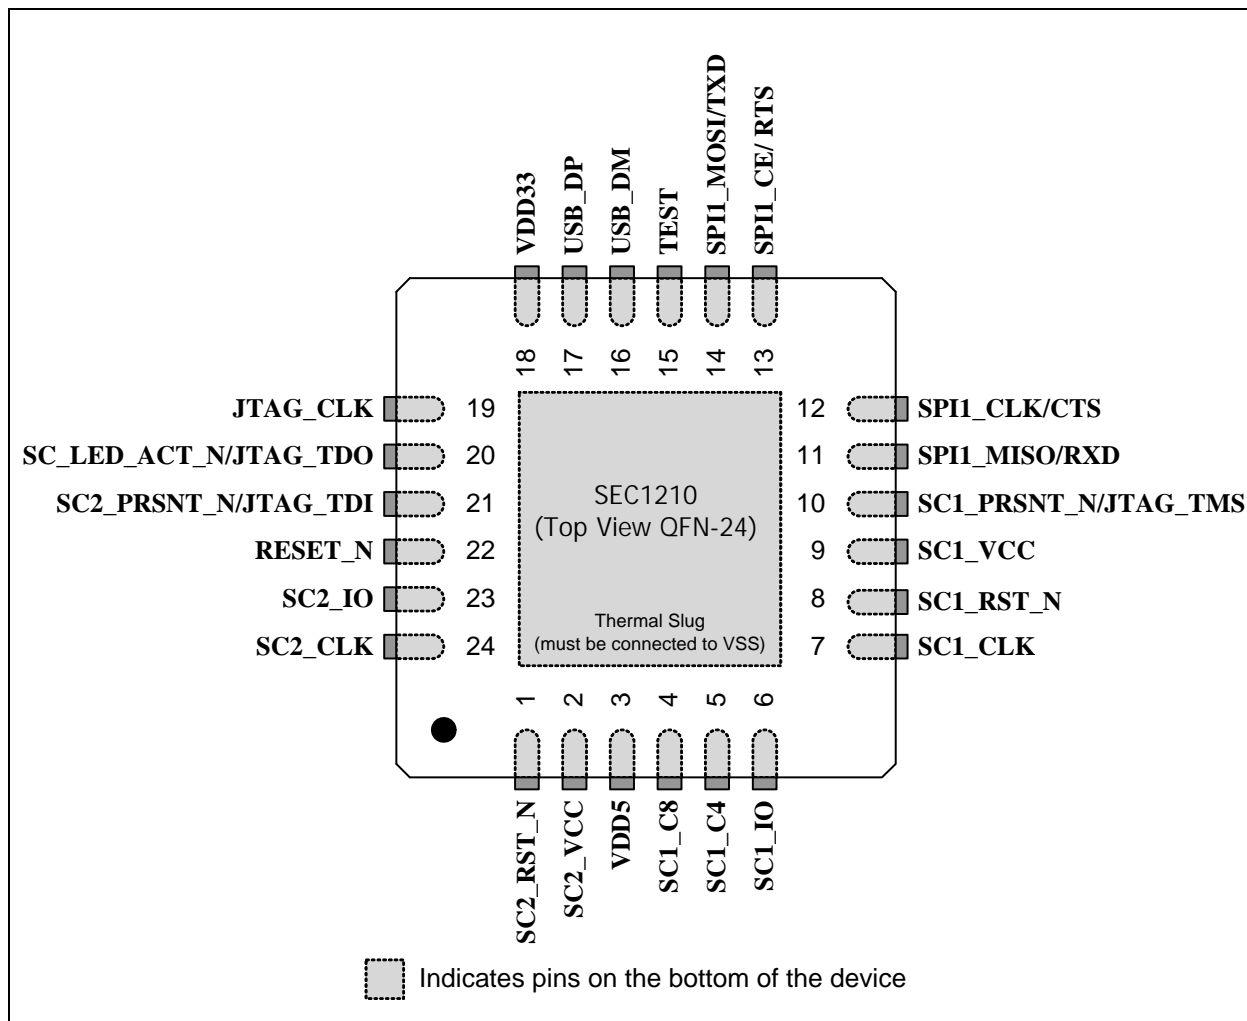 VDD33
USB_DP
USB_DM
TEST
SPI1_MOSI/TXD
SPI1_CE/ RTS
18
17
16
15
14
13
JTAG_CLK
19
SC_LED_ACT_N/JTAG_TDO
20
SC2_PRSNT_N/JTAG_TDI
21
RESET_N
22
SC2_IO
23
SC2_CLK
24
SEC1210
(Top View QFN-24)
Thermal Slug
(must be connected to VSS)
12
SPI1_CLK/CTS
11
SPI1_MISO/RXD
10
SC1_PRSNT_N/JTAG_TMS
9
SC1_VCC
8
SC1_RST_N
7
SC1_CLK
1
2
3
4
5
6
SC2_RST_N
SC2_VCC
VDD5
SC1_C8
SC1_C4
SC1_IO
Indicates pins on the bottom of the device